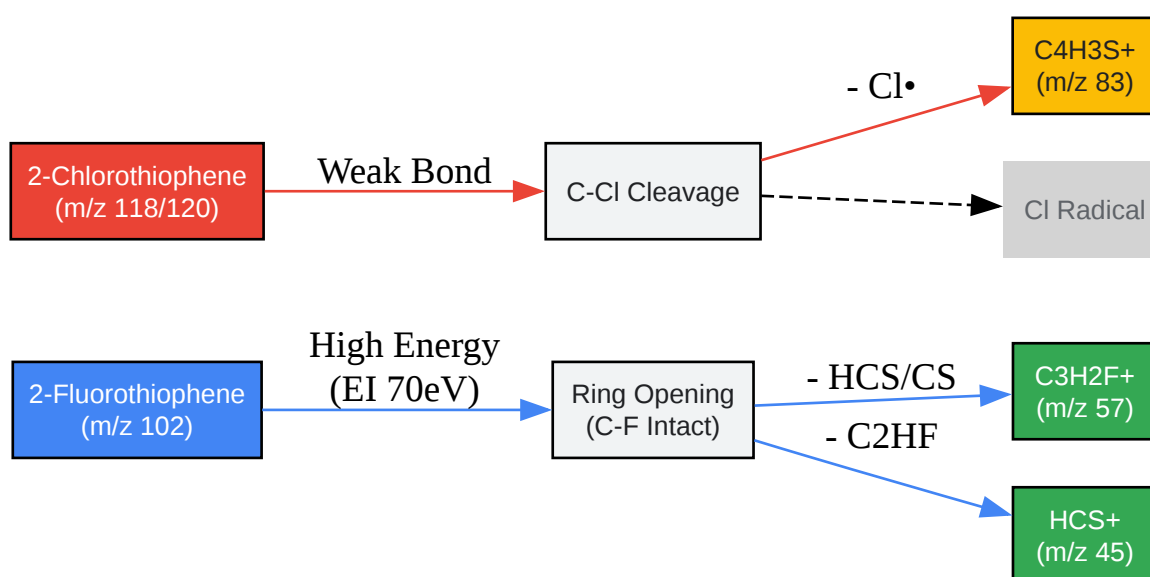 2-Chlorothiophene
(m/z 118/120)
Weak Bond
C-Cl Cleavage
- Cl•
C4H3S+
(m/z 83)
Cl Radical
2-Fluorothiophene
(m/z 102)
High Energy
(EI 70eV)
Ring Opening
(C-F Intact)
- HCS/CS
C3H2F+
(m/z 57)
- C2HF
HCS+
(m/z 45)